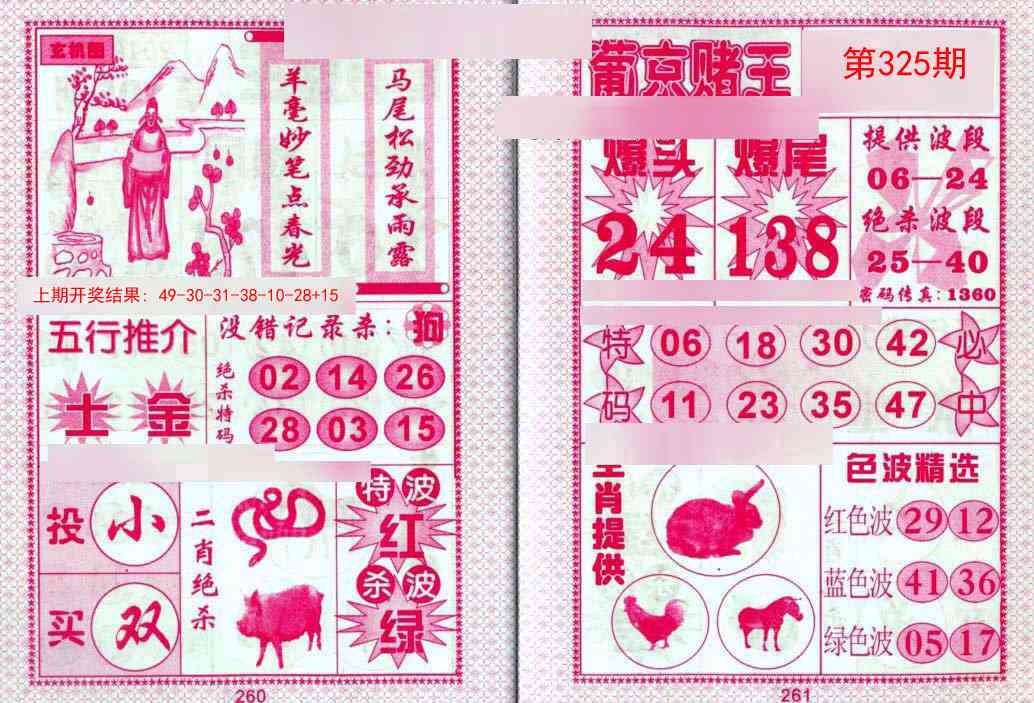 玄机图
羊毫妙笔点春光
马尾松劲承雨露
上期开奖结果：49-30-31-38-10-28+15
五行推介
土 金
没错记录杀：狗
绝杀特码
02 14 26
28 03 15
投 小
买 双
二肖绝杀
特波
红
杀波
绿
260
葡京赌王
第325期
爆头
24
爆尾
138
提供波段
06—24
绝杀波段
25—40
密码传真：1360
特码
06 18 30 42
11 23 35 47
必中
生肖提供
色波精选
红色波 29 12
蓝色波 41 36
绿色波 05 17
261